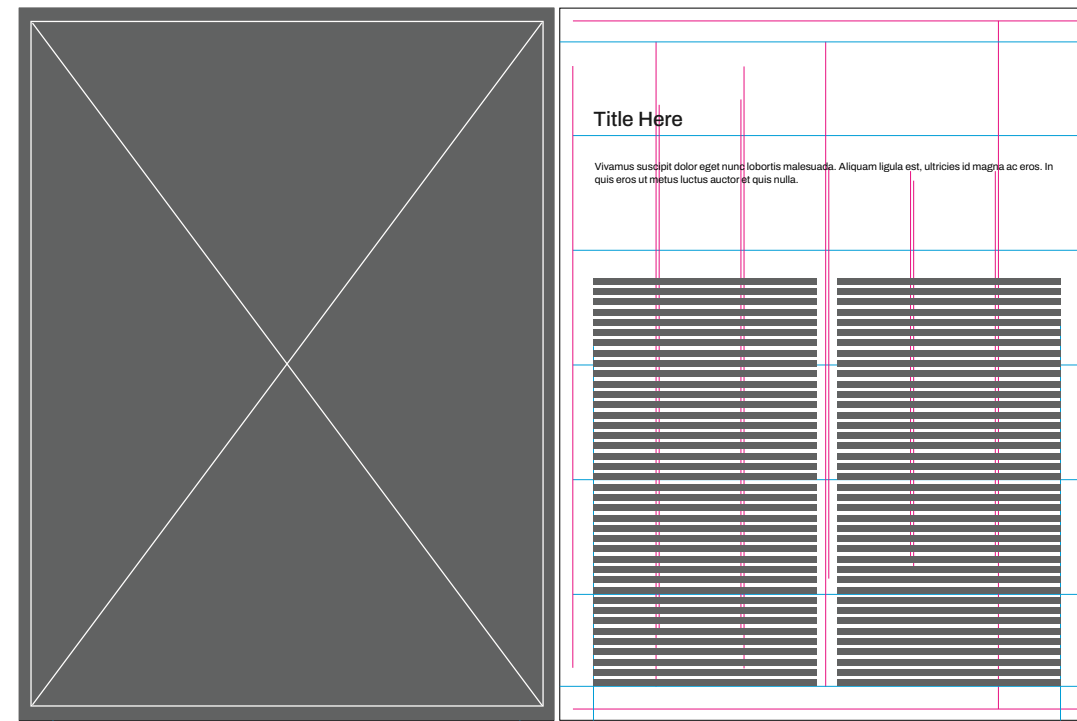 Title Here
Vivamus suscipit dolor eget nunc lobortis malesuada. Aliquam ligula est, ultricies id magna ac eros. In
quis eros ut metus luctus auctor et quis nulla.